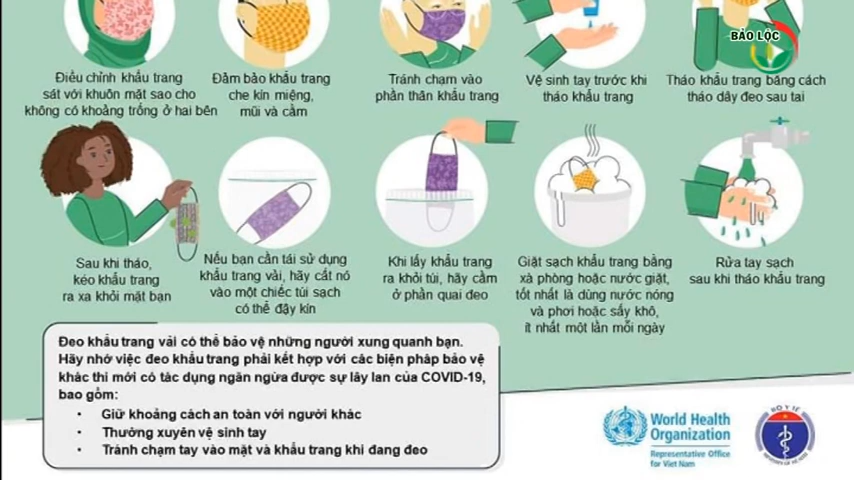 BẢO LỘC
Điều chỉnh khẩu trang
sát với khuôn mặt sao cho
không có khoảng trống ở hai bên
Đảm bảo khẩu trang
che kín miệng,
mũi và cằm
Tránh chạm vào
phần thân khẩu trang
Vệ sinh tay trước khi
tháo khẩu trang
Tháo khẩu trang bằng cách
tháo dây đeo sau tai
Sau khi tháo,
kéo khẩu trang
ra xa khỏi mặt bạn
Nếu bạn cần tái sử dụng
khẩu trang vải, hãy cất nó
vào một chiếc túi sạch
có thể đậy kín
Khi lấy khẩu trang
ra khỏi túi, hãy cầm
ở phần quai đeo
Giặt sạch khẩu trang bằng
xà phòng hoặc nước giặt,
tốt nhất là dùng nước nóng
và phơi hoặc sấy khô,
ít nhất một lần mỗi ngày
Rửa tay sạch
sau khi tháo khẩu trang
Đeo khẩu trang vải có thể bảo vệ những người xung quanh bạn.
Hãy nhớ việc đeo khẩu trang phải kết hợp với các biện pháp bảo vệ
khác thì mới có tác dụng ngăn ngừa được sự lây lan của COVID-19,
bao gồm:
• Giữ khoảng cách an toàn với người khác
• Thường xuyên vệ sinh tay
• Tránh chạm tay vào mặt và khẩu trang khi đang đeo
World Health
Organization
Representative Office
for Viet Nam
BỘ Y TẾ